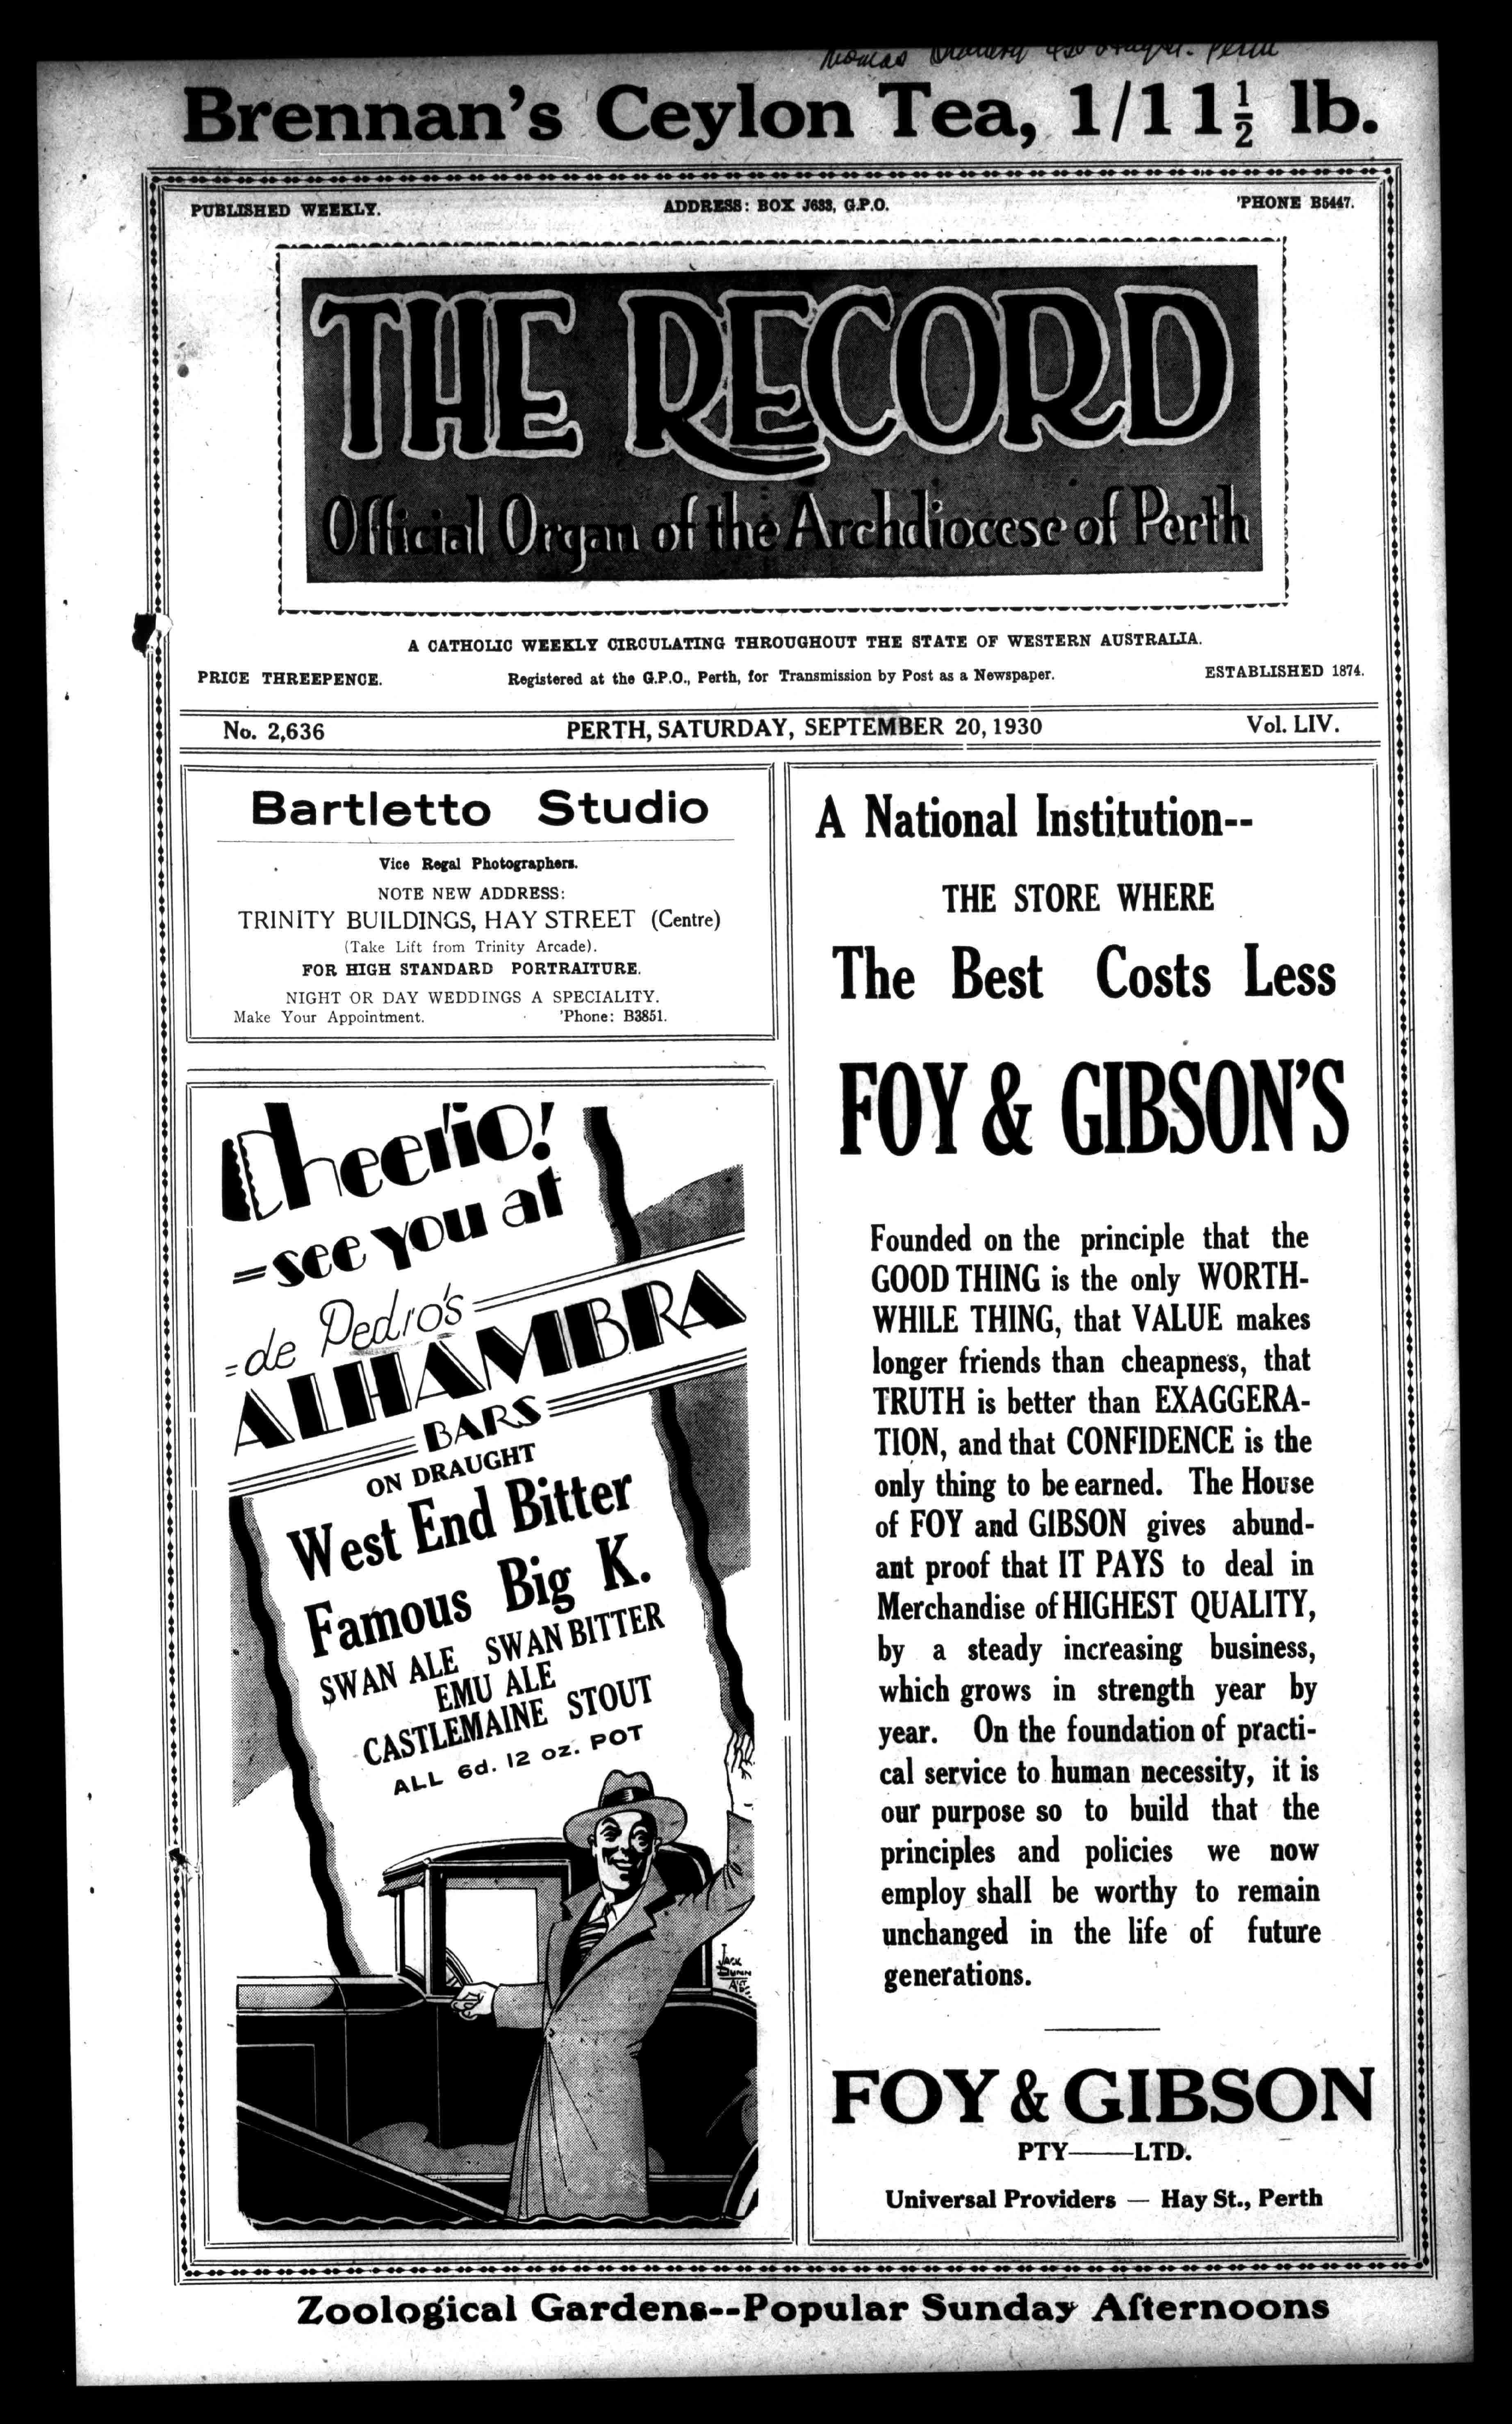 Perth
Brennan's Ceylon Tea, 1/11½ lb.
PUBLISHED WEEKLY. ADDRESS: BOX J633, G.P.O. 'PHONE B5447.
THE RECORD
Official Organ of the Archdiocese of Perth
A CATHOLIC WEEKLY CIRCULATING THROUGHOUT THE STATE OF WESTERN AUSTRALIA.
PRICE THREEPENCE. Registered at the G.P.O., Perth, for Transmission by Post as a Newspaper. ESTABLISHED 1874.
No. 2,636 PERTH, SATURDAY, SEPTEMBER 20, 1930 Vol. LIV.
Bartletto Studio
Vice Regal Photographers.
NOTE NEW ADDRESS:
TRINITY BUILDINGS, HAY STREET (Centre)
(Take Lift from Trinity Arcade).
FOR HIGH STANDARD PORTRAITURE.
NIGHT OR DAY WEDDINGS A SPECIALITY.
Make Your Appointment. 'Phone: B3851.
Cheerio!
=see you at
=de Pedro's
ALHAMBRA
BARS
ON DRAUGHT
West End Bitter
Famous Big K.
SWAN ALE SWAN BITTER
EMU ALE
CASTLEMAINE STOUT
ALL 6d. 12 oz. POT
JACK
DUNN
A National Institution--
THE STORE WHERE
The Best Costs Less
FOY & GIBSON'S
Founded on the principle that the
GOOD THING is the only WORTH-
WHILE THING, that VALUE makes
longer friends than cheapness, that
TRUTH is better than EXAGGERA-
TION, and that CONFIDENCE is the
only thing to be earned. The House
of FOY and GIBSON gives abund-
ant proof that IT PAYS to deal in
Merchandise of HIGHEST QUALITY,
by a steady increasing business,
which grows in strength year by
year. On the foundation of practi-
cal service to human necessity, it is
our purpose so to build that the
principles and policies we now
employ shall be worthy to remain
unchanged in the life of future
generations.
FOY & GIBSON
PTY——LTD.
Universal Providers — Hay St., Perth
Zoological Gardens--Popular Sunday Afternoons